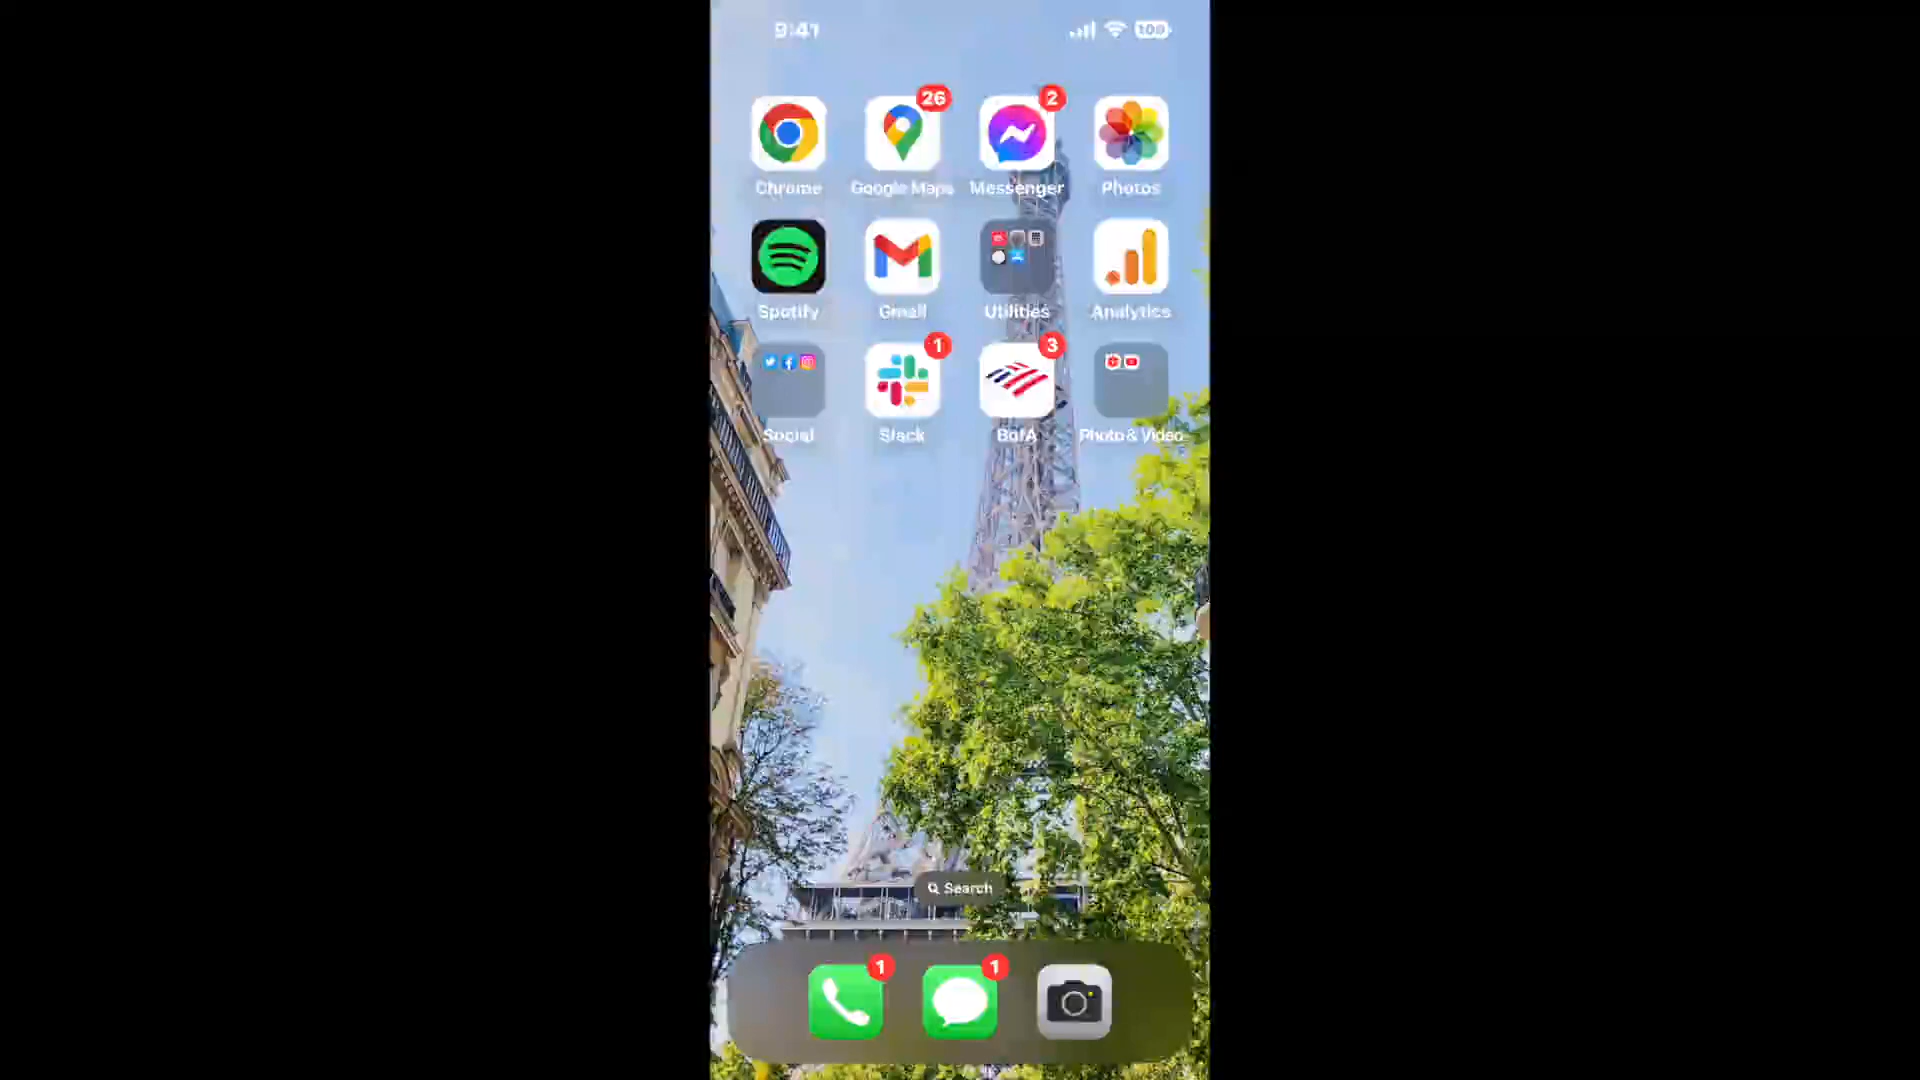 9:41
100
26
2
Chrome
Google Maps
Messenger
Photos
Spotify
Gmail
Utilities
Analytics
1
3
Social
Slack
BofA
Photo & Video
Search
1
1